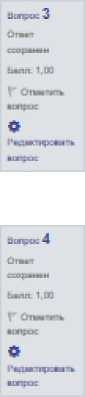 Вопрос 3
Ответ
сохранен
Балл: 1,00
Отметить
вопрос
Редактировать
вопрос
Вопрос 4
Ответ
сохранен
Балл: 1,00
Отметить
вопрос
Редактировать
вопрос